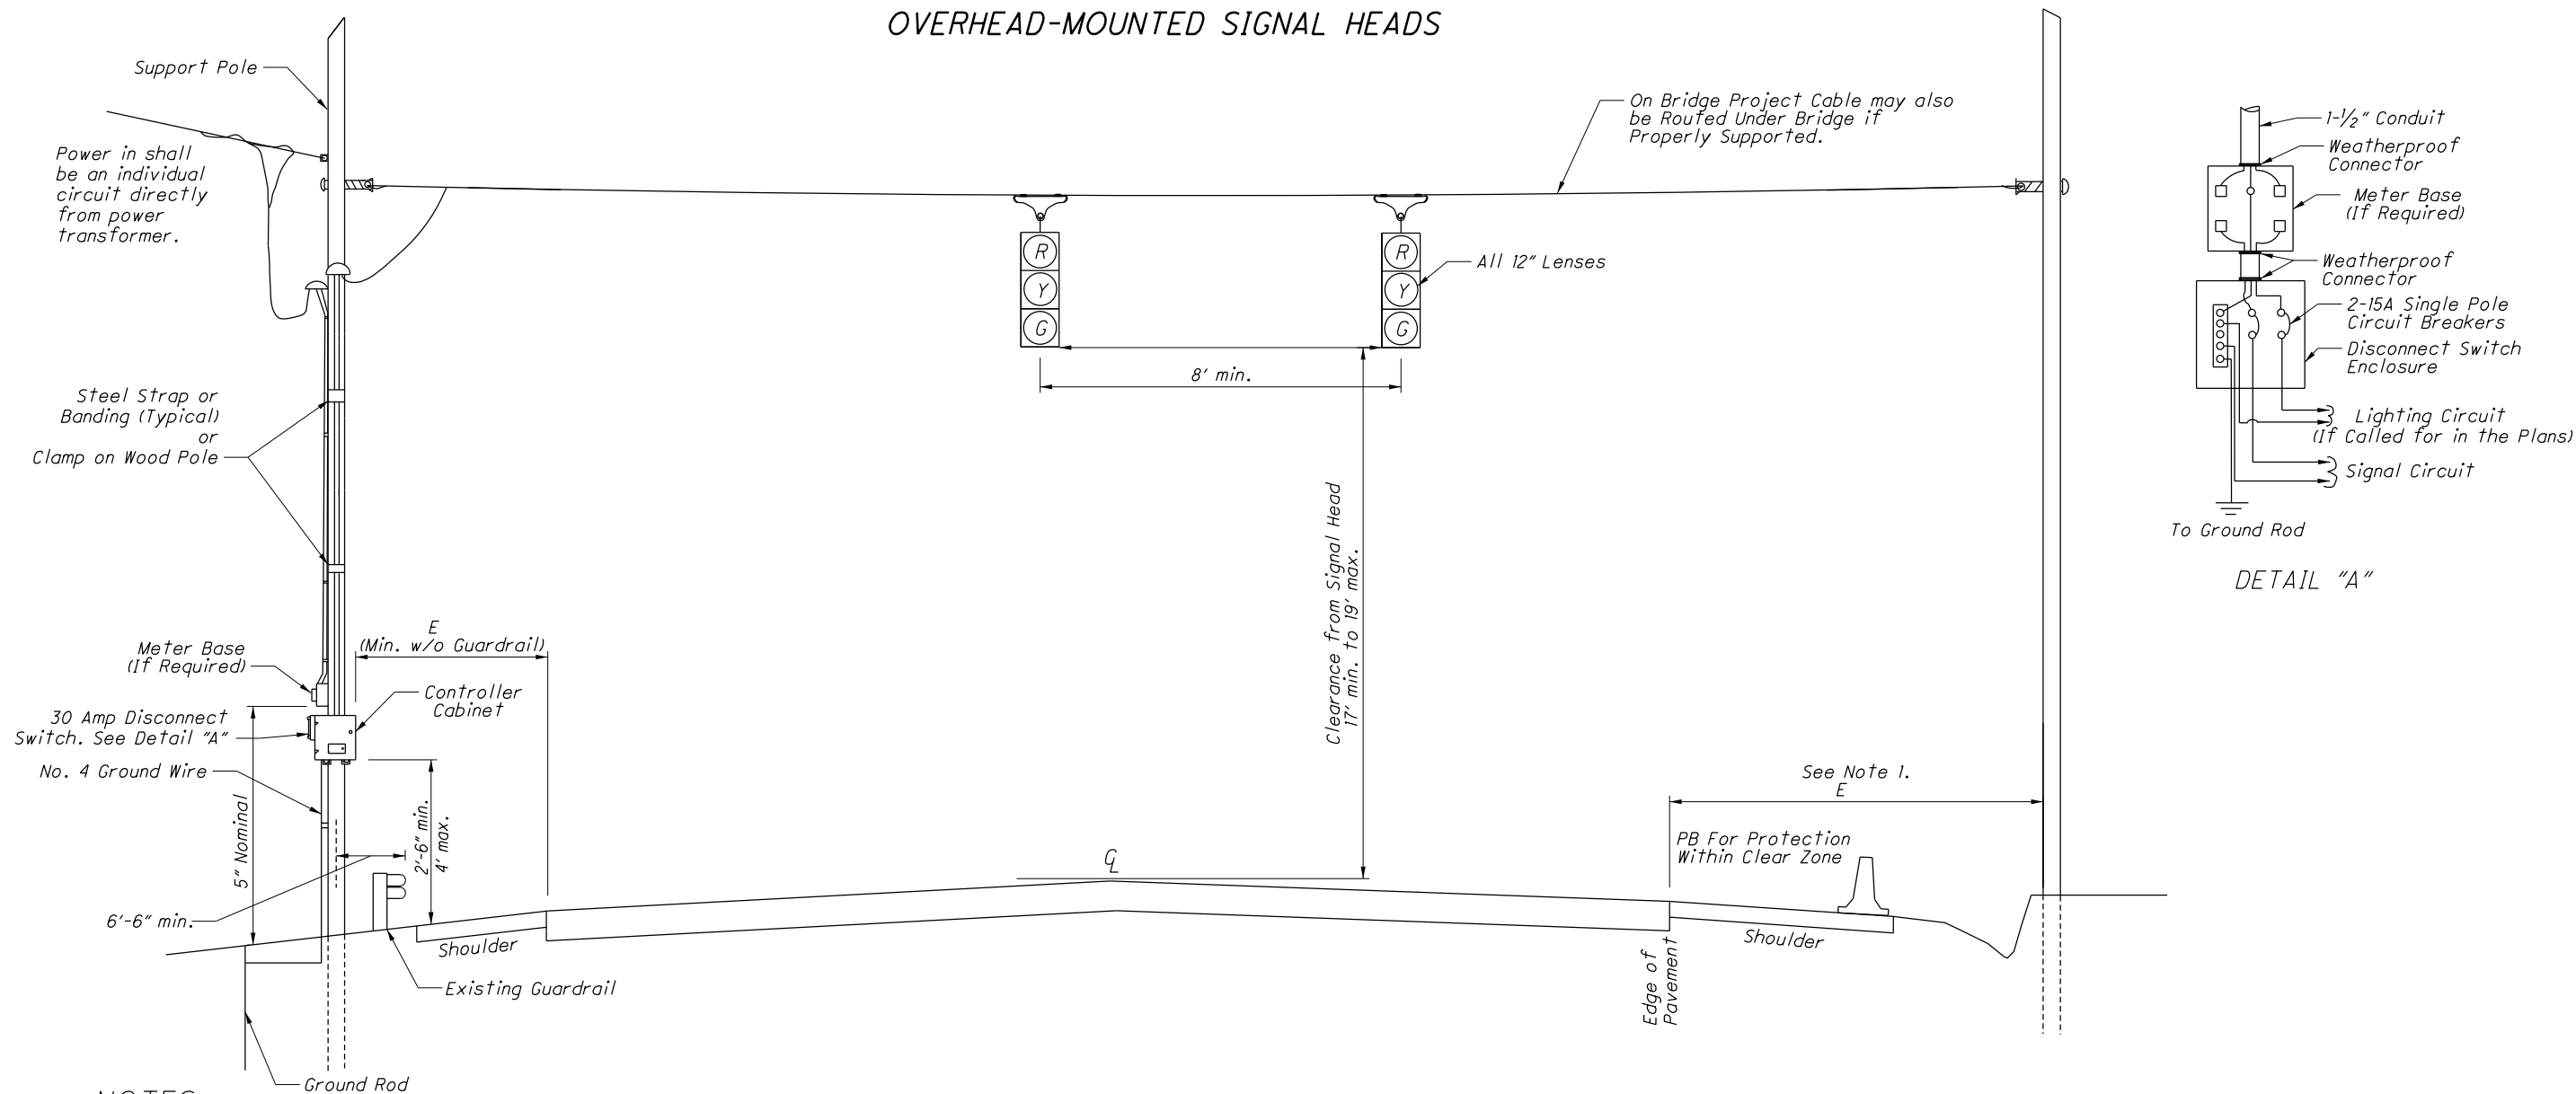 OVERHEAD-MOUNTED SIGNAL HEADS
Support Pole
Power in shall
be an individual
circuit directly
from power
transformer.
On Bridge Project Cable may also
be Routed Under Bridge if
Properly Supported.
R
Y
G
R
Y
G
All 12" Lenses
8' min.
Steel Strap or
Banding (Typical)
or
Clamp on Wood Pole
Clearance from Signal Head
17' min. to 19' max.
E
(Min. w/o Guardrail)
Meter Base
(If Required)
Controller
Cabinet
30 Amp Disconnect
Switch. See Detail "A"
No. 4 Ground Wire
5" Nominal
2'-6" min.
4' max.
6'-6" min.
Shoulder
Existing Guardrail
Ground Rod
CL
See Note 1.
E
PB For Protection
Within Clear Zone
Edge of
Pavement
Shoulder
1-1/2" Conduit
Weatherproof
Connector
Meter Base
(If Required)
Weatherproof
Connector
2-15A Single Pole
Circuit Breakers
Disconnect Switch
Enclosure
Lighting Circuit
(If Called for in the Plans)
Signal Circuit
To Ground Rod
DETAIL "A"